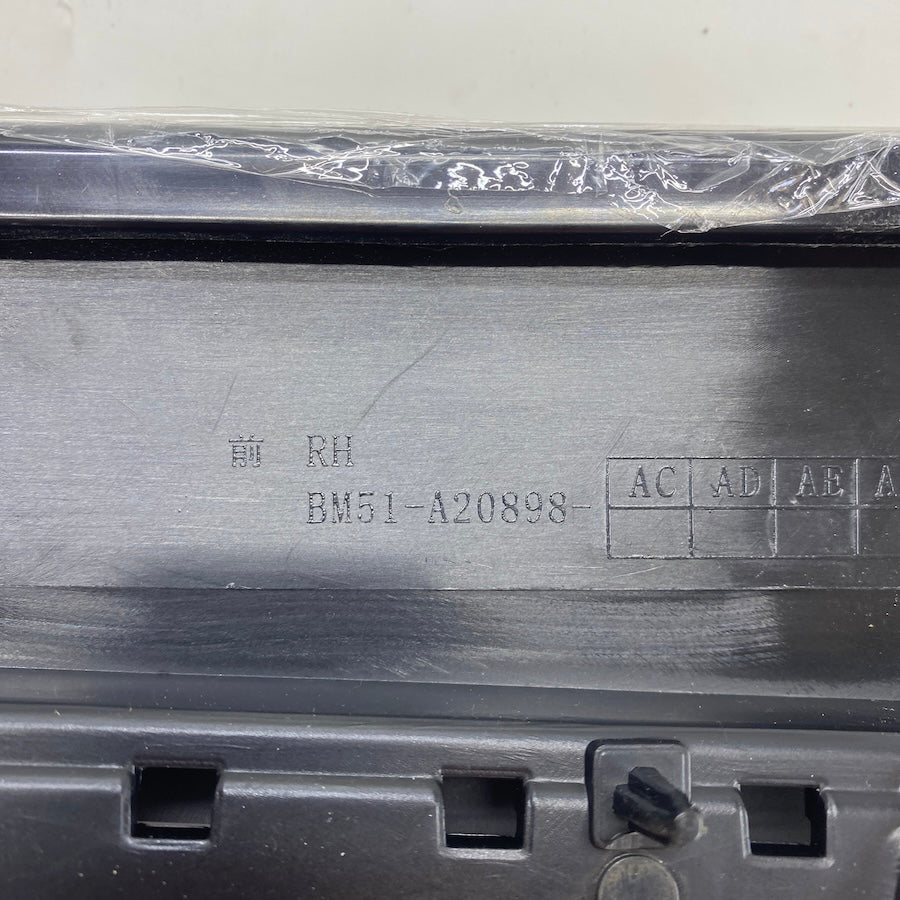 前 RH
BM51-A20898- AC AD AE A